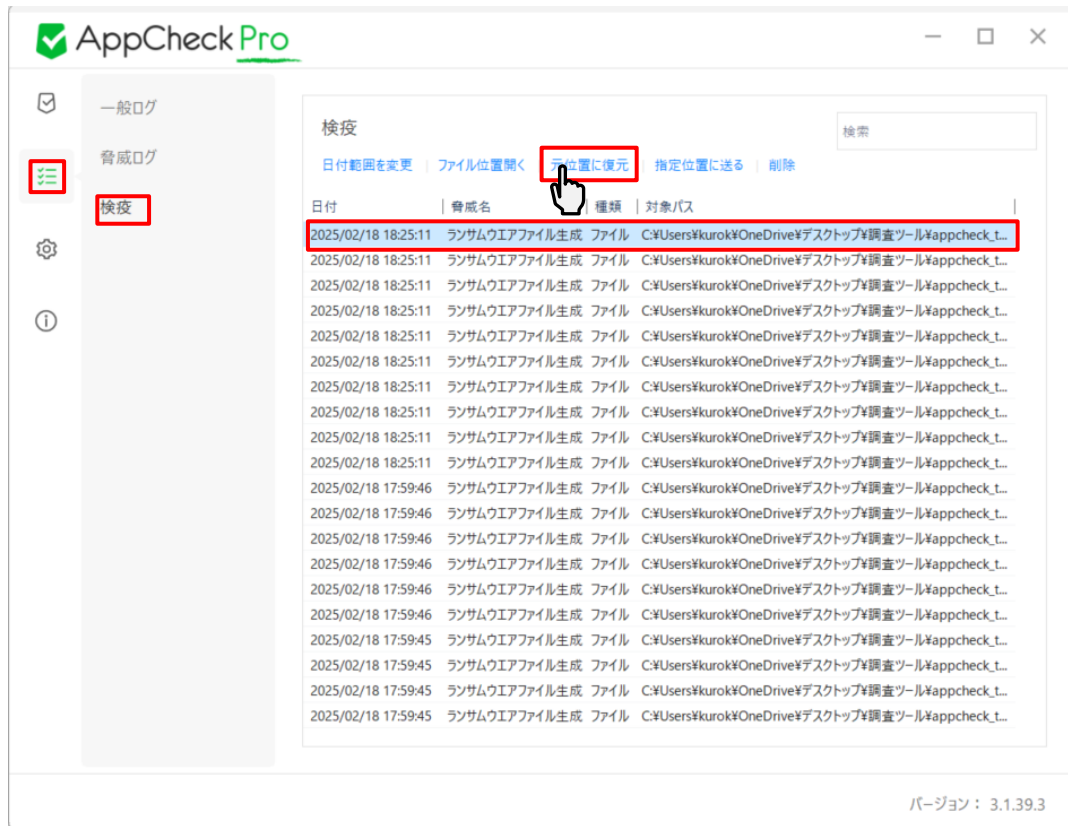 AppCheck Pro
一般ログ
脅威ログ
検疫
検疫
検索
日付範囲を変更 | ファイル位置開く 元位置に復元 | 指定位置に送る | 削除
日付 脅威名 種類 対象パス
2025/02/18 18:25:11 ランサムウエアファイル生成 ファイル C:¥Users¥kurok¥OneDrive¥デスクトップ¥調査ツール¥appcheck_t...
2025/02/18 18:25:11 ランサムウエアファイル生成 ファイル C:¥Users¥kurok¥OneDrive¥デスクトップ¥調査ツール¥appcheck_t...
2025/02/18 18:25:11 ランサムウエアファイル生成 ファイル C:¥Users¥kurok¥OneDrive¥デスクトップ¥調査ツール¥appcheck_t...
2025/02/18 18:25:11 ランサムウエアファイル生成 ファイル C:¥Users¥kurok¥OneDrive¥デスクトップ¥調査ツール¥appcheck_t...
2025/02/18 18:25:11 ランサムウエアファイル生成 ファイル C:¥Users¥kurok¥OneDrive¥デスクトップ¥調査ツール¥appcheck_t...
2025/02/18 18:25:11 ランサムウエアファイル生成 ファイル C:¥Users¥kurok¥OneDrive¥デスクトップ¥調査ツール¥appcheck_t...
2025/02/18 18:25:11 ランサムウエアファイル生成 ファイル C:¥Users¥kurok¥OneDrive¥デスクトップ¥調査ツール¥appcheck_t...
2025/02/18 18:25:11 ランサムウエアファイル生成 ファイル C:¥Users¥kurok¥OneDrive¥デスクトップ¥調査ツール¥appcheck_t...
2025/02/18 18:25:11 ランサムウエアファイル生成 ファイル C:¥Users¥kurok¥OneDrive¥デスクトップ¥調査ツール¥appcheck_t...
2025/02/18 18:25:11 ランサムウエアファイル生成 ファイル C:¥Users¥kurok¥OneDrive¥デスクトップ¥調査ツール¥appcheck_t...
2025/02/18 17:59:46 ランサムウエアファイル生成 ファイル C:¥Users¥kurok¥OneDrive¥デスクトップ¥調査ツール¥appcheck_t...
2025/02/18 17:59:46 ランサムウエアファイル生成 ファイル C:¥Users¥kurok¥OneDrive¥デスクトップ¥調査ツール¥appcheck_t...
2025/02/18 17:59:46 ランサムウエアファイル生成 ファイル C:¥Users¥kurok¥OneDrive¥デスクトップ¥調査ツール¥appcheck_t...
2025/02/18 17:59:46 ランサムウエアファイル生成 ファイル C:¥Users¥kurok¥OneDrive¥デスクトップ¥調査ツール¥appcheck_t...
2025/02/18 17:59:46 ランサムウエアファイル生成 ファイル C:¥Users¥kurok¥OneDrive¥デスクトップ¥調査ツール¥appcheck_t...
2025/02/18 17:59:46 ランサムウエアファイル生成 ファイル C:¥Users¥kurok¥OneDrive¥デスクトップ¥調査ツール¥appcheck_t...
2025/02/18 17:59:45 ランサムウエアファイル生成 ファイル C:¥Users¥kurok¥OneDrive¥デスクトップ¥調査ツール¥appcheck_t...
2025/02/18 17:59:45 ランサムウエアファイル生成 ファイル C:¥Users¥kurok¥OneDrive¥デスクトップ¥調査ツール¥appcheck_t...
2025/02/18 17:59:45 ランサムウエアファイル生成 ファイル C:¥Users¥kurok¥OneDrive¥デスクトップ¥調査ツール¥appcheck_t...
2025/02/18 17:59:45 ランサムウエアファイル生成 ファイル C:¥Users¥kurok¥OneDrive¥デスクトップ¥調査ツール¥appcheck_t...
バージョン： 3.1.39.3